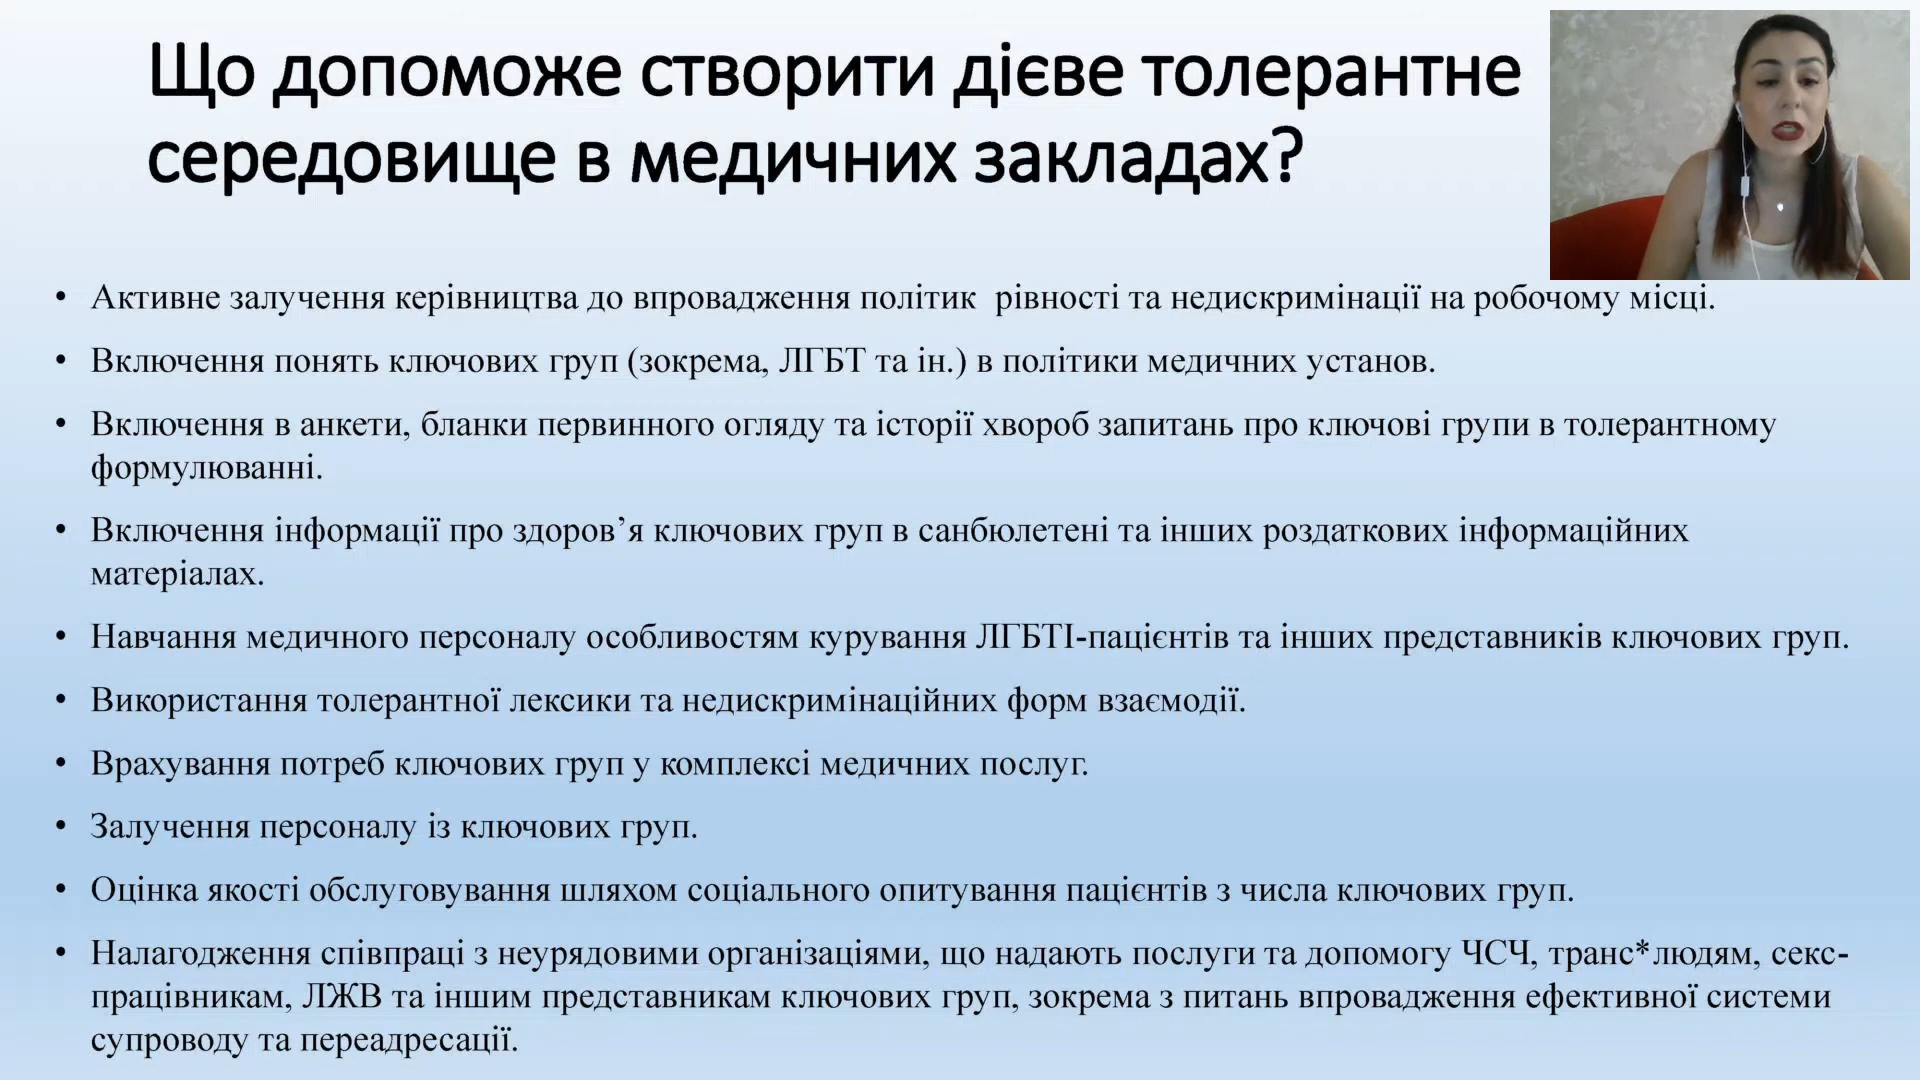 Що допоможе створити дієве толерантне
середовище в медичних закладах?
• Активне залучення керівництва до впровадження політик  рівності та недискримінації на робочому місці.
• Включення понять ключових груп (зокрема, ЛГБТ та ін.) в політики медичних установ.
• Включення в анкети, бланки первинного огляду та історії хвороб запитань про ключові групи в толерантному
формулюванні.
• Включення інформації про здоров’я ключових груп в санбюлетені та інших роздаткових інформаційних
матеріалах.
• Навчання медичного персоналу особливостям курування ЛГБТІ-пацієнтів та інших представників ключових груп.
• Використання толерантної лексики та недискримінаційних форм взаємодії.
• Врахування потреб ключових груп у комплексі медичних послуг.
• Залучення персоналу із ключових груп.
• Оцінка якості обслуговування шляхом соціального опитування пацієнтів з числа ключових груп.
• Налагодження співпраці з неурядовими організаціями, що надають послуги та допомогу ЧСЧ, транс*людям, секс-
працівникам, ЛЖВ та іншим представникам ключових груп, зокрема з питань впровадження ефективної системи
супроводу та переадресації.